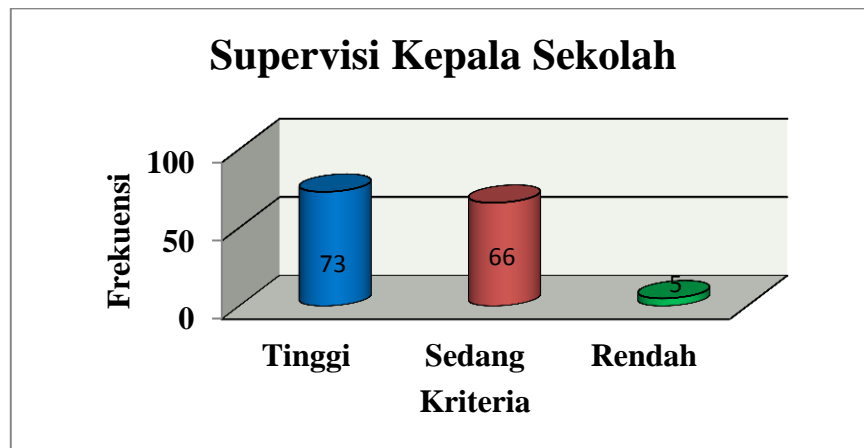 Supervisi Kepala Sekolah
Frekuensi
100
50
0
73
66
5
Tinggi
Sedang
Rendah
Kriteria